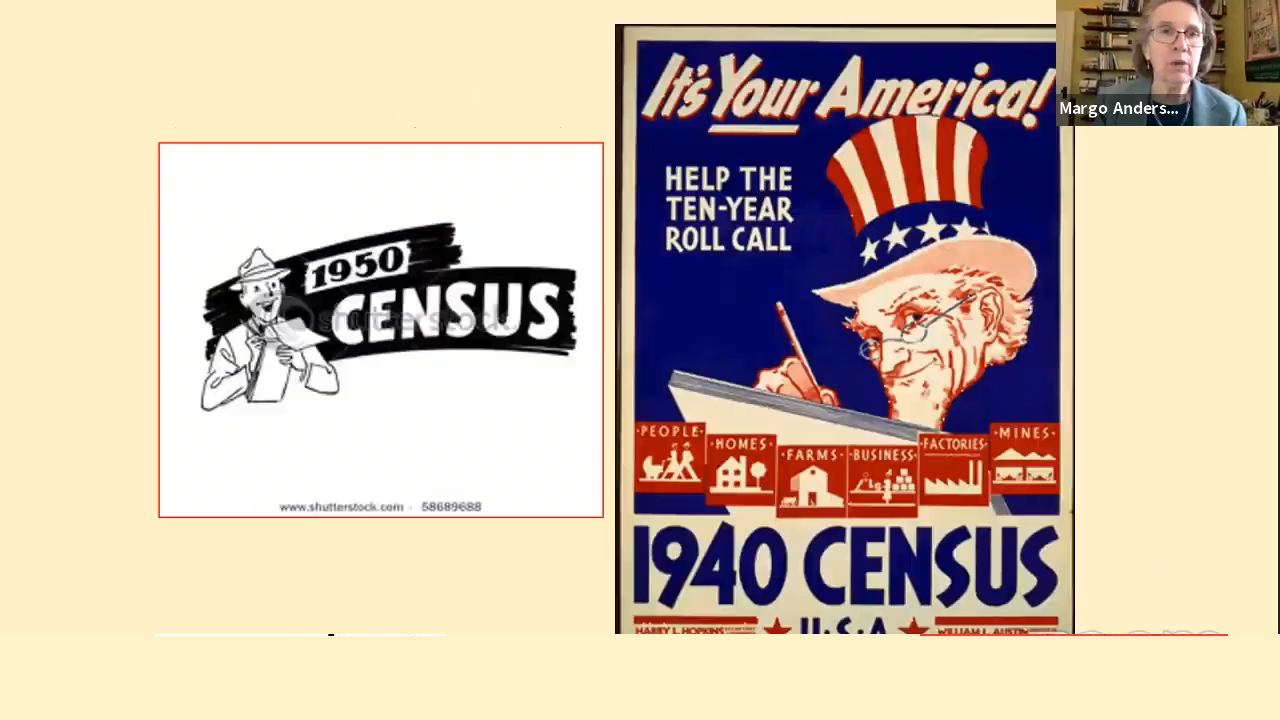 1950
CENSUS
shutterstock
www.shutterstock.com · 58689688
It's Your America!
HELP THE
TEN-YEAR
ROLL CALL
·PEOPLE·
·HOMES·
·FARMS·
·BUSINESS·
·FACTORIES·
·MINES·
1940 CENSUS
HARRY L. HOPKINS
U·S·A
WILLIAM L. AUSTIN
Margo Anders...